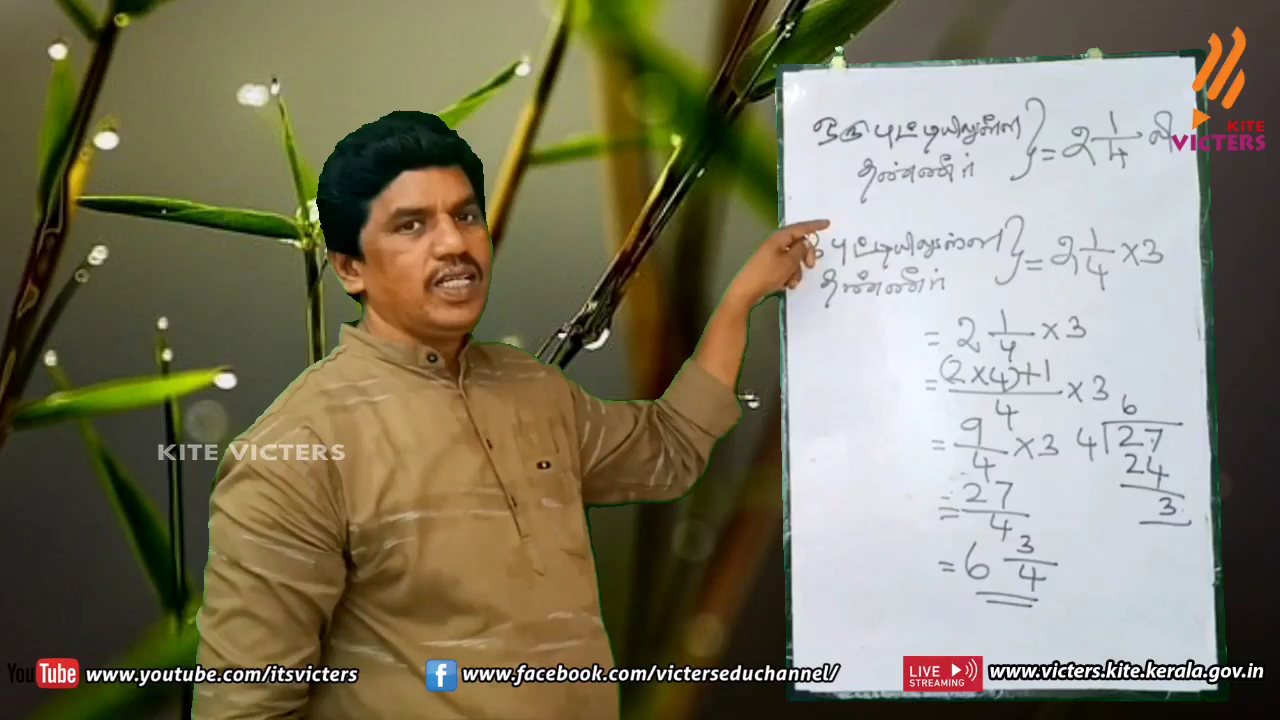 ஒரு புட்டியிலுள்ள
தண்ணீர் } = 2 1/4 லி
KITE
VICTERS
புட்டியிலுள்ள
தண்ணீர் } = 2 1/4 × 3
= 2 1/4 × 3
= (2×4)+1/4 × 3
= 9/4 × 3
= 27/4
= 6 3/4
6
4 27
24
3
KITE VICTERS
YouTube www.youtube.com/itsvicters
f www.facebook.com/victerseduchannel/
LIVE
STREAMING
www.victers.kite.kerala.gov.in